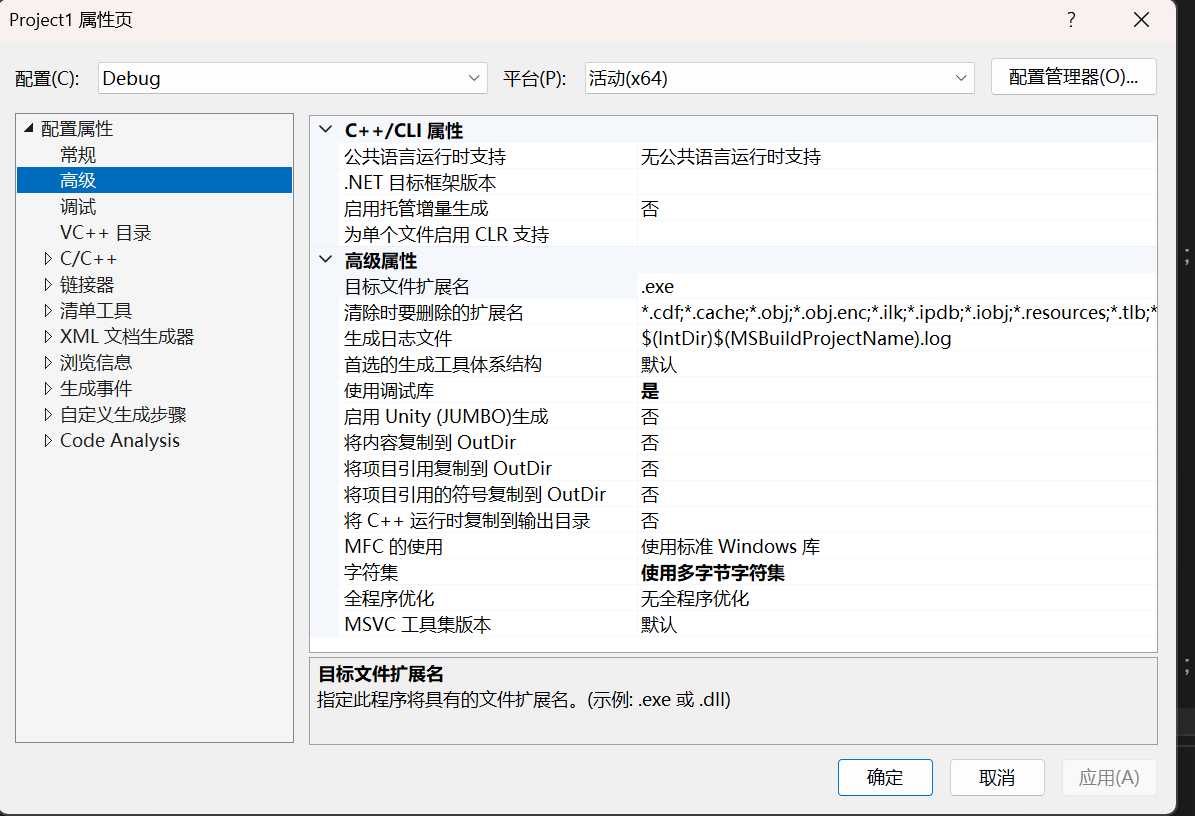 Project1 属性页
?
配置(C):
Debug
平台(P):
活动(x64)
配置管理器(O)...
配置属性
常规
高级
调试
VC++ 目录
C/C++
链接器
清单工具
XML 文档生成器
浏览信息
生成事件
自定义生成步骤
Code Analysis
C++/CLI 属性
公共语言运行时支持 无公共语言运行时支持
.NET 目标框架版本
启用托管增量生成 否
为单个文件启用 CLR 支持
高级属性
目标文件扩展名 .exe
清除时要删除的扩展名 *.cdf;*.cache;*.obj;*.obj.enc;*.ilk;*.ipdb;*.iobj;*.resources;*.tlb;*
生成日志文件 $(IntDir)$(MSBuildProjectName).log
首选的生成工具体系结构 默认
使用调试库 是
启用 Unity (JUMBO)生成 否
将内容复制到 OutDir 否
将项目引用复制到 OutDir 否
将项目引用的符号复制到 OutDir 否
将 C++ 运行时复制到输出目录 否
MFC 的使用 使用标准 Windows 库
字符集 使用多字节字符集
全程序优化 无全程序优化
MSVC 工具集版本 默认
目标文件扩展名
指定此程序将具有的文件扩展名。(示例: .exe 或 .dll)
确定
取消
应用(A)
;
;